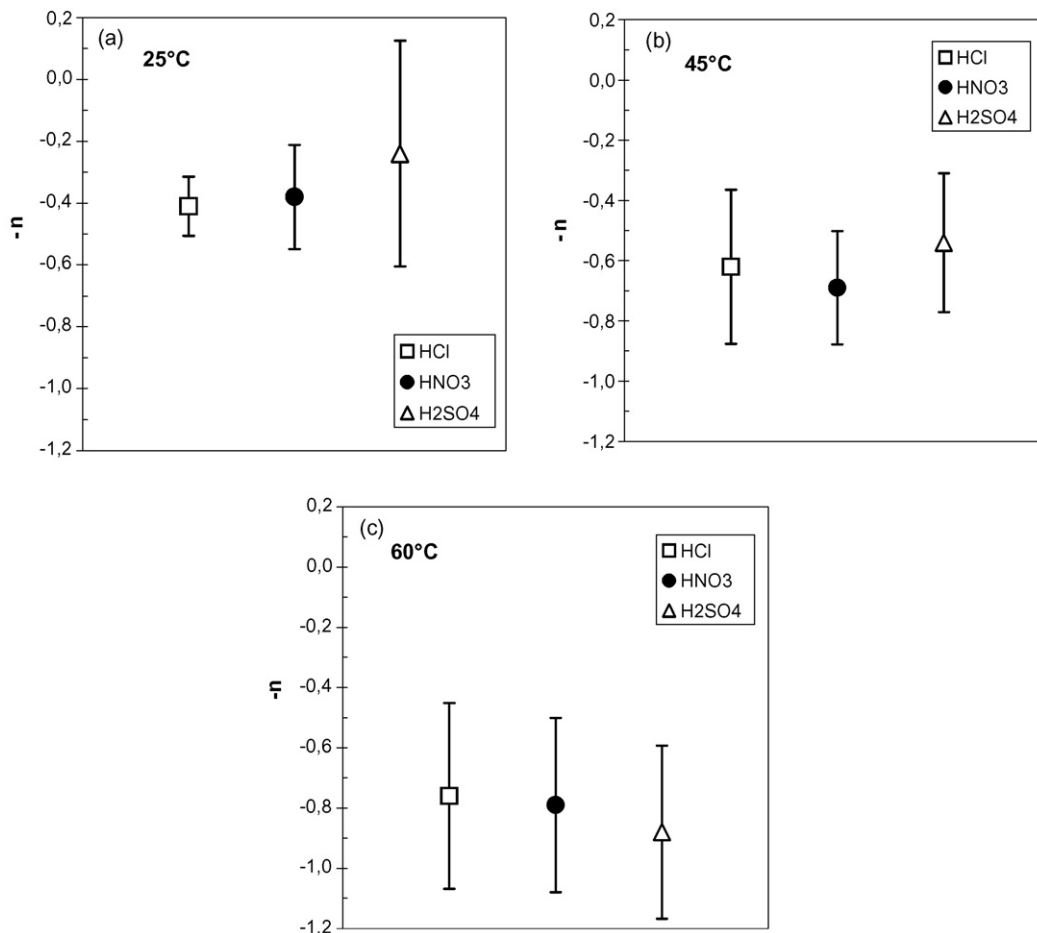 (a)
25°C
0,2
0,0
-0,2
-0,4
-0,6
-0,8
-1,0
-1,2
-n
HCl
HNO3
H2SO4
(b)
45°C
0,2
0,0
-0,2
-0,4
-0,6
-0,8
-1,0
-1,2
-n
HCl
HNO3
H2SO4
(c)
60°C
0,2
0,0
-0,2
-0,4
-0,6
-0,8
-1,0
-1,2
-n
HCl
HNO3
H2SO4